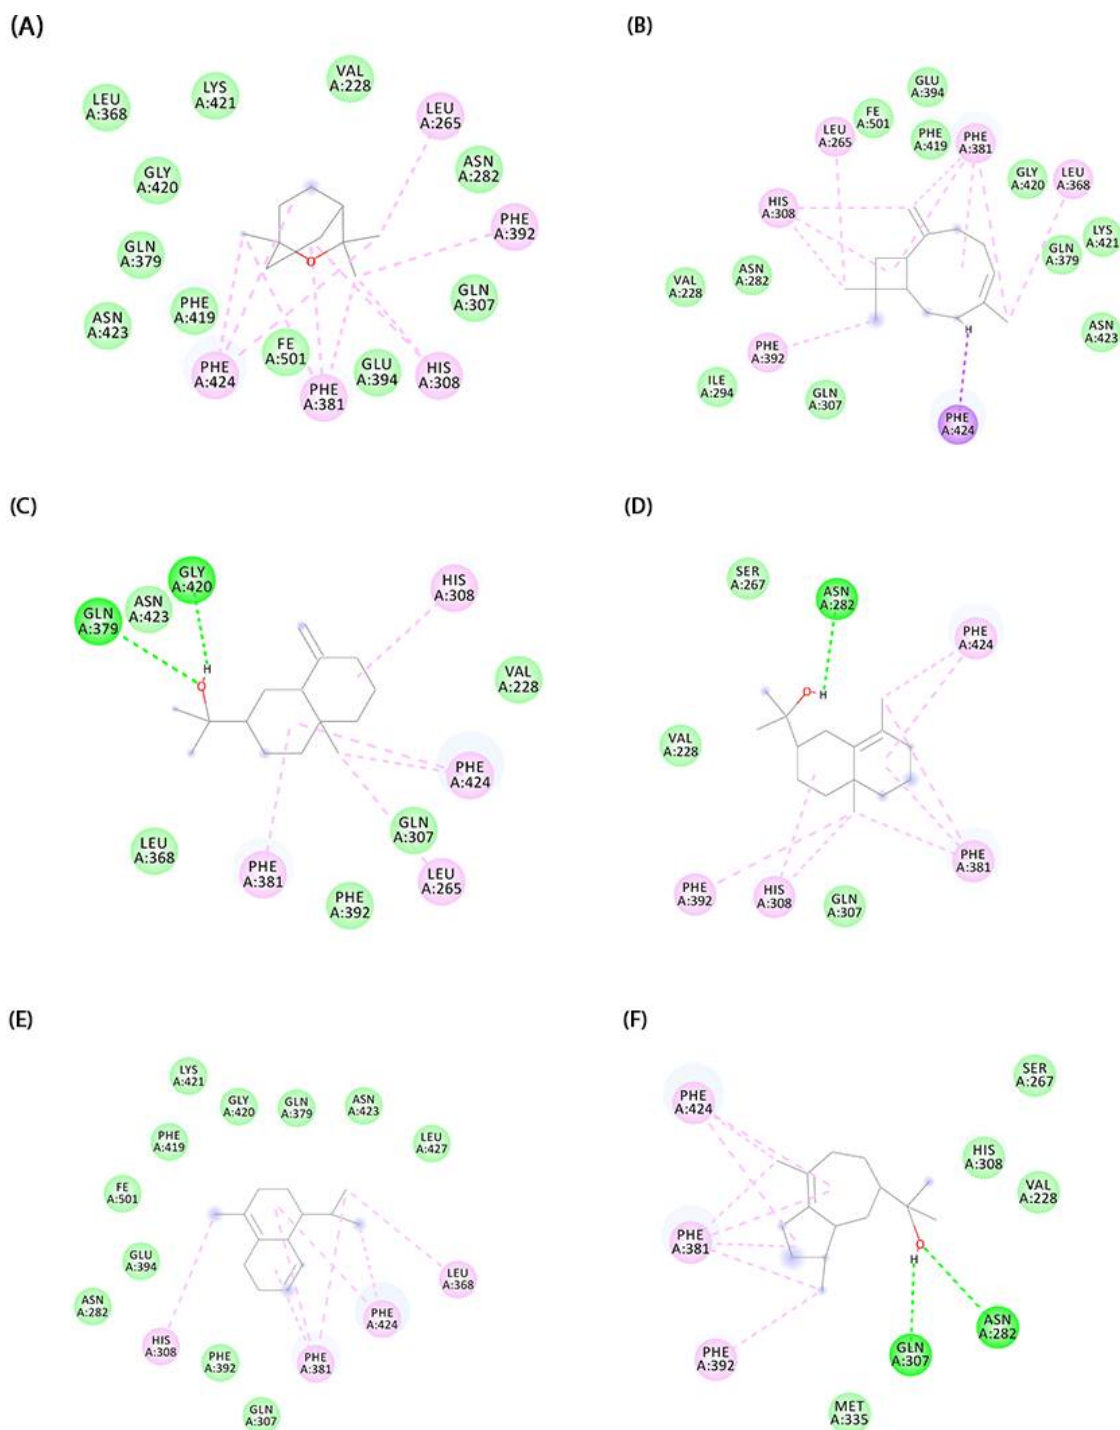 (A)
VAL
A:228
LYS
A:421
LEU
A:368
LEU
A:265
ASN
A:282
GLY
A:420
PHE
A:392
GLN
A:379
GLN
A:307
PHE
A:419
ASN
A:423
O
FE
A:501
GLU
A:394
PHE
A:424
HIS
A:308
PHE
A:381
(B)
GLU
A:394
FE
A:501
LEU
A:265
PHE
A:419
PHE
A:381
GLY
A:420
LEU
A:368
HIS
A:308
LYS
A:421
GLN
A:379
VAL
A:228
ASN
A:282
ASN
A:423
PHE
A:392
H
ILE
A:294
GLN
A:307
PHE
A:424
(C)
GLY
A:420
ASN
A:423
GLN
A:379
HIS
A:308
H
O
VAL
A:228
PHE
A:424
GLN
A:307
LEU
A:368
PHE
A:381
LEU
A:265
PHE
A:392
(D)
SER
A:267
ASN
A:282
PHE
A:424
O H
VAL
A:228
PHE
A:381
PHE
A:392
HIS
A:308
GLN
A:307
(E)
LYS
A:421
GLY
A:420
GLN
A:379
ASN
A:423
PHE
A:419
LEU
A:427
FE
A:501
GLU
A:394
LEU
A:368
ASN
A:282
PHE
A:424
HIS
A:308
PHE
A:392
PHE
A:381
GLN
A:307
(F)
SER
A:267
PHE
A:424
HIS
A:308
VAL
A:228
PHE
A:381
O
H
ASN
A:282
PHE
A:392
GLN
A:307
MET
A:335